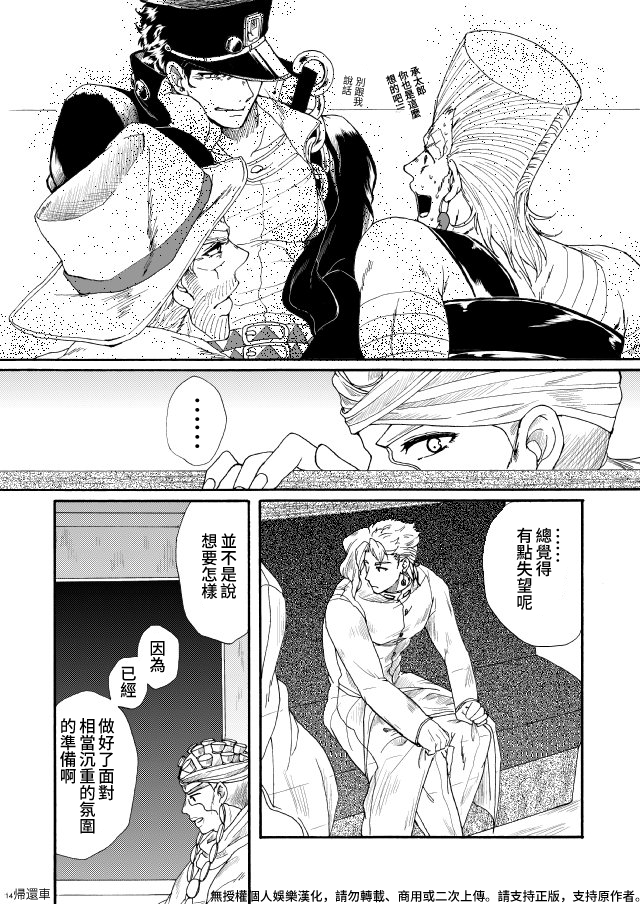 承太郎
你也是這麼
想的吧!!
別跟我
說話
‥‥‥
……
總覺得
有點失望呢
並不是說
想要怎樣
因為
已經
做好了面對
相當沉重的氛圍
的準備啊
14帰還車
無授權個人娛樂漢化，請勿轉載、商用或二次上傳。請支持正版，支持原作者。